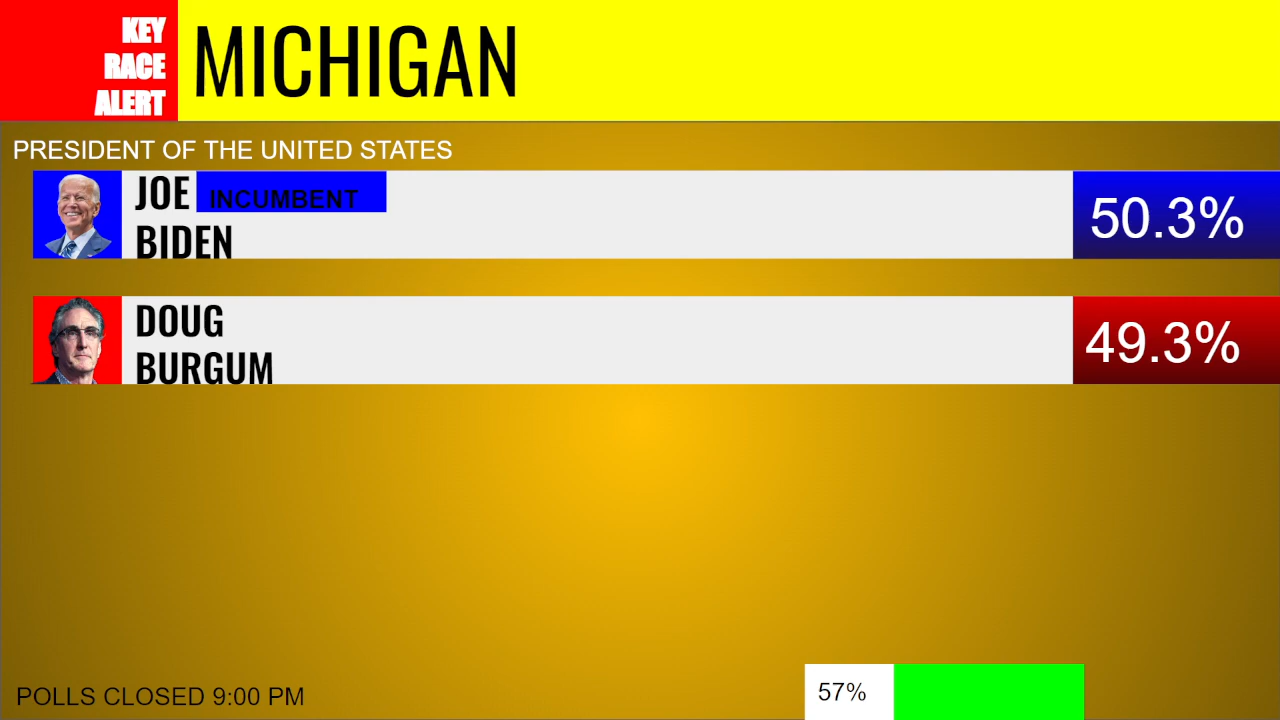 KEY
RACE
ALERT
MICHIGAN
PRESIDENT OF THE UNITED STATES
JOE INCUMBENT
BIDEN
50.3%
DOUG
BURGUM
49.3%
POLLS CLOSED 9:00 PM
57%